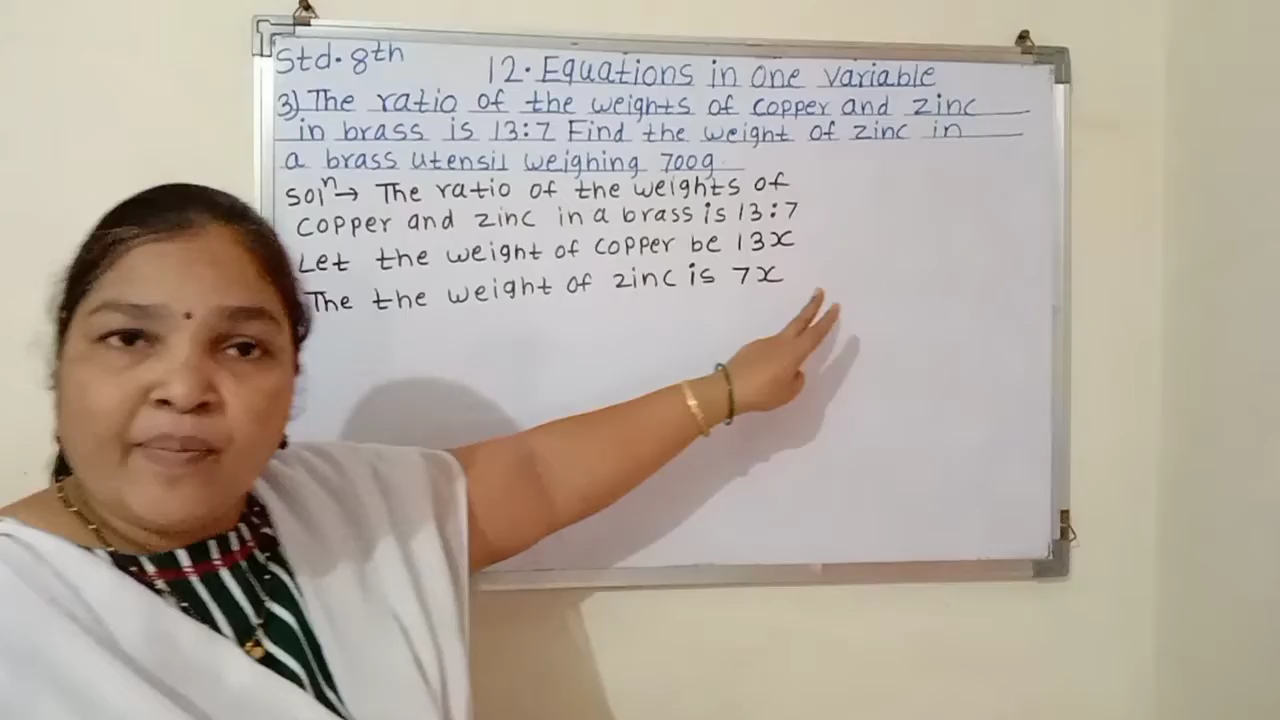 Std. 8th
12. Equations in one variable
3) The ratio of the weights of copper and zinc
in brass is 13:7 Find the weight of zinc in
a brass utensil weighing 700g.
Solⁿ→ The ratio of the weights of
copper and zinc in a brass is 13:7
Let the weight of copper be 13x
The the weight of zinc is 7x